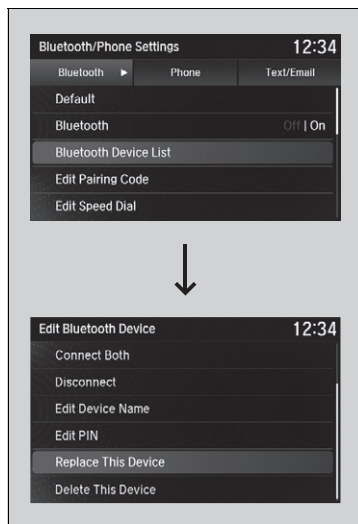 Bluetooth/Phone Settings 12:34
Bluetooth Phone Text/Email
Default
Bluetooth Off | On
Bluetooth Device List
Edit Pairing Code
Edit Speed Dial
Edit Bluetooth Device 12:34
Connect Both
Disconnect
Edit Device Name
Edit PIN
Replace This Device
Delete This Device